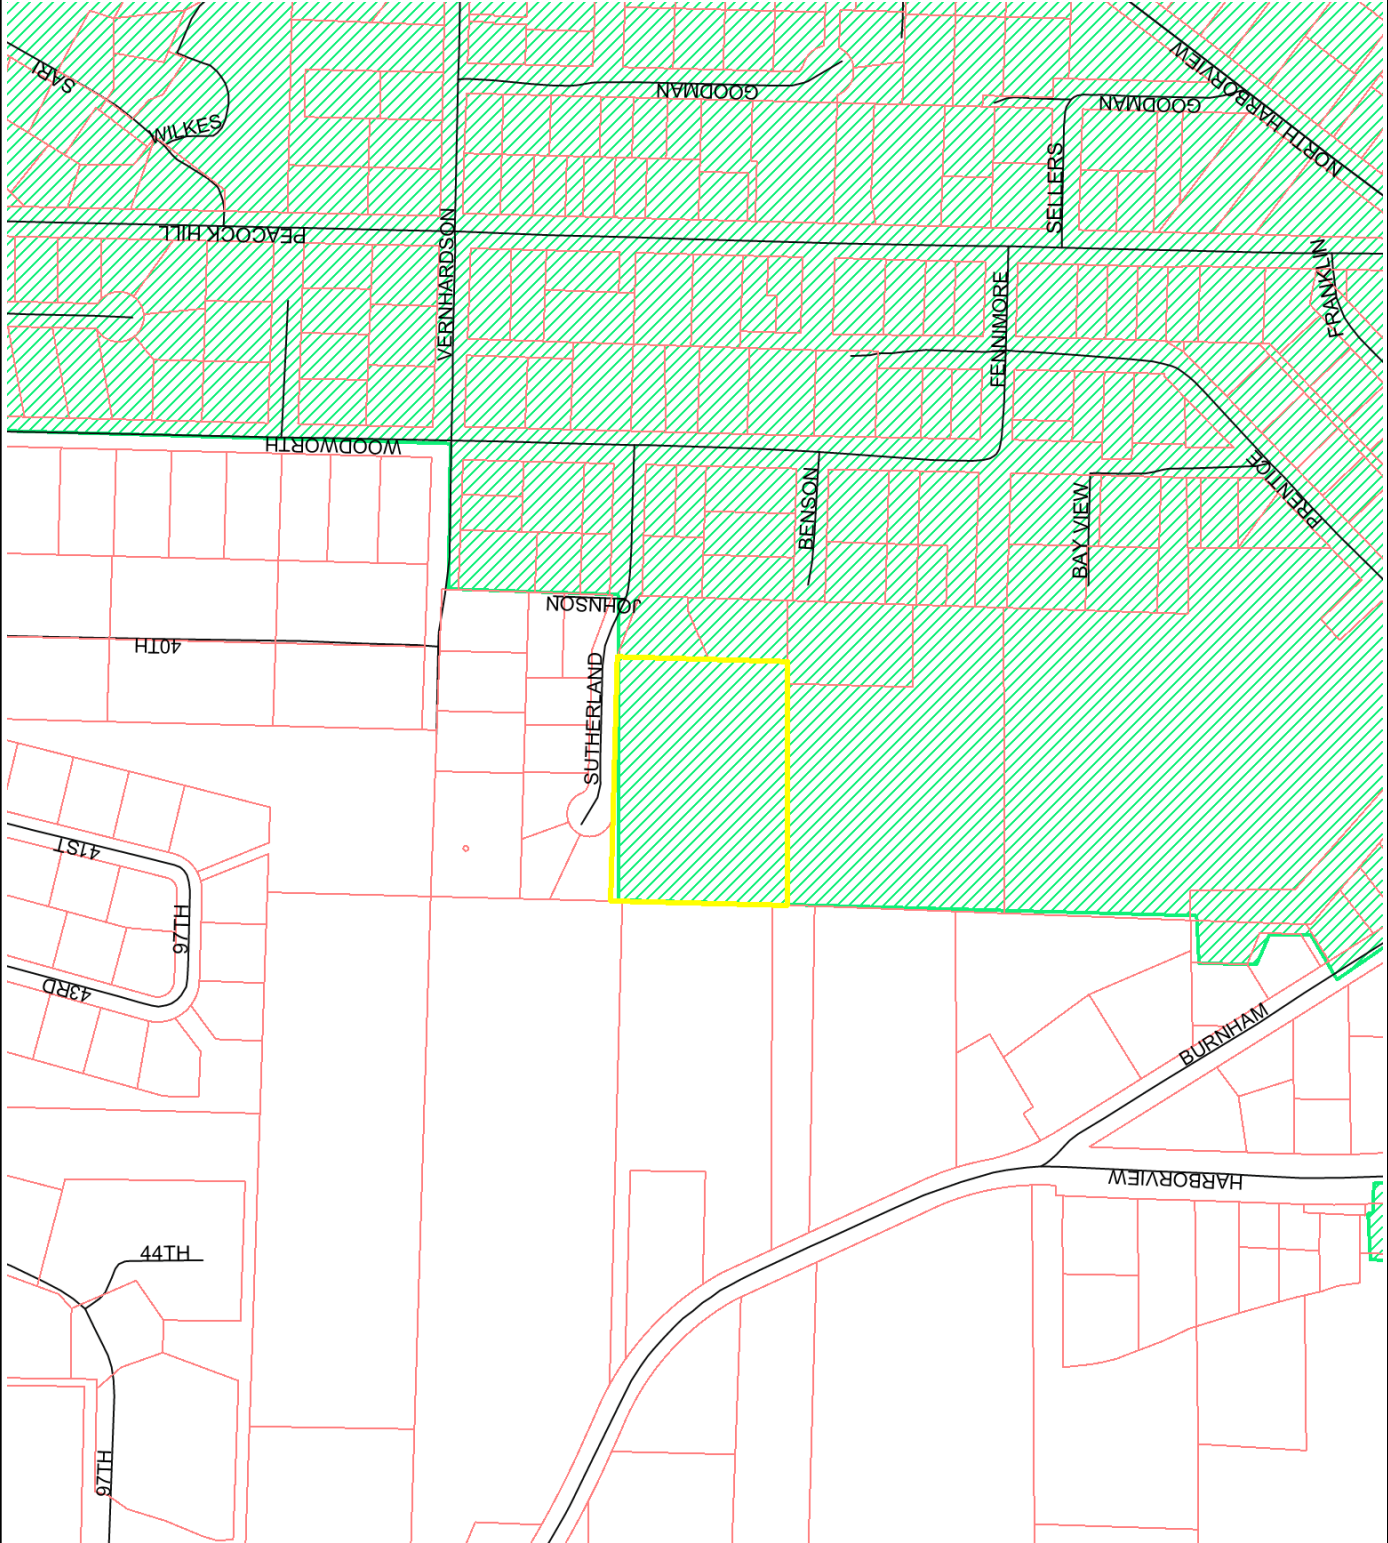 SARI
WILKES
GOODMAN
GOODMAN
NORTH HARBORVIEW
SELLERS
PEACOCK HILL
VERNHARDSON
FENNIMORE
FRANKLIN
WOODWORTH
BENSON
BAY VIEW
PRENTICE
JOHNSON
40TH
SUTHERLAND
41ST
97TH
43RD
BURNHAM
HARBORVIEW
44TH
97TH